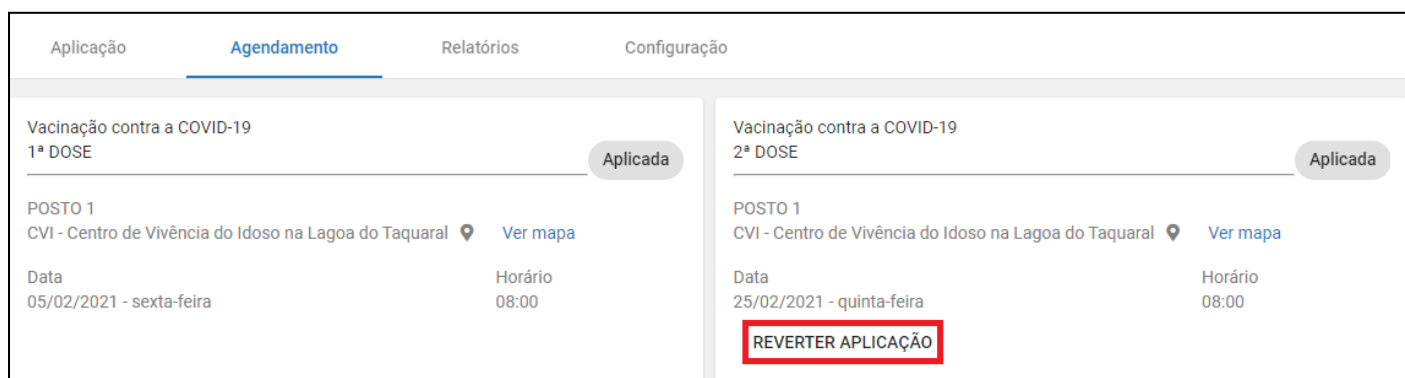 Aplicação Agendamento Relatórios Configuração
Vacinação contra a COVID-19
1ª DOSE
Aplicada
POSTO 1
CVI - Centro de Vivência do Idoso na Lagoa do Taquaral Ver mapa
Data Horário
05/02/2021 - sexta-feira 08:00
Vacinação contra a COVID-19
2ª DOSE
Aplicada
POSTO 1
CVI - Centro de Vivência do Idoso na Lagoa do Taquaral Ver mapa
Data Horário
25/02/2021 - quinta-feira 08:00
REVERTER APLICAÇÃO